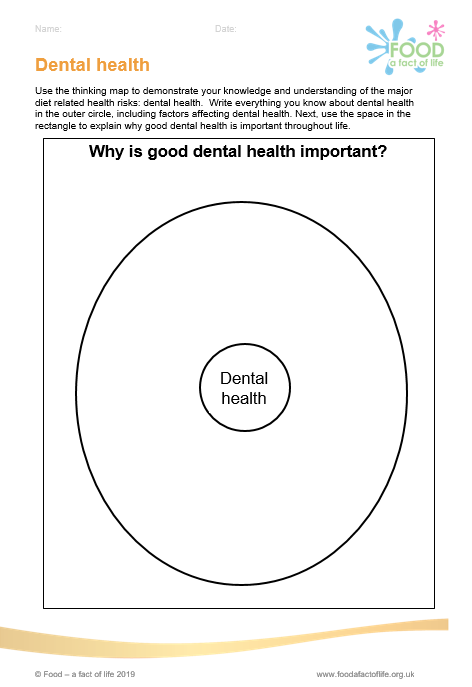 Name:
Date:
FOOD
a fact of life
Dental health
Use the thinking map to demonstrate your knowledge and understanding of the major
diet related health risks: dental health.  Write everything you know about dental health
in the outer circle, including factors affecting dental health. Next, use the space in the
rectangle to explain why good dental health is important throughout life.
Why is good dental health important?
Dental
health
© Food – a fact of life 2019
www.foodafactoflife.org.uk